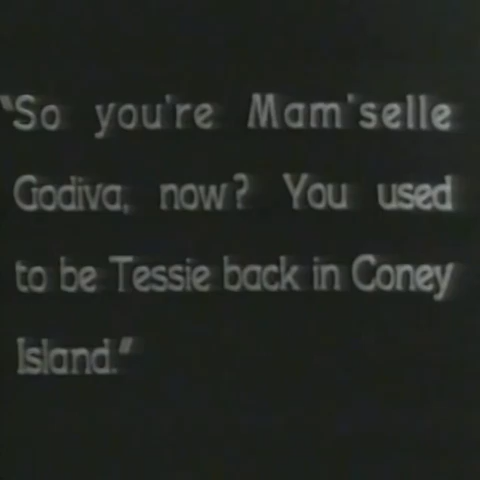 "So you're Mam'selle
Godiva, now? You used
to be Tessie back in Coney
Island."